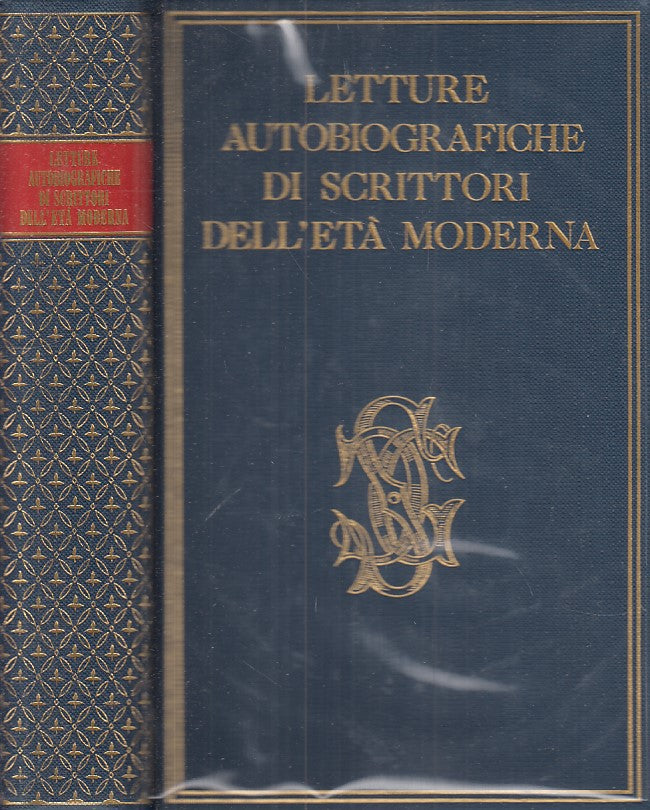 LETTURE
AUTOBIOGRAFICHE
DI SCRITTORI
DELL'ETÀ MODERNA
LETTURE
AUTOBIOGRAFICHE
DI SCRITTORI
DELL'ETÀ MODERNA